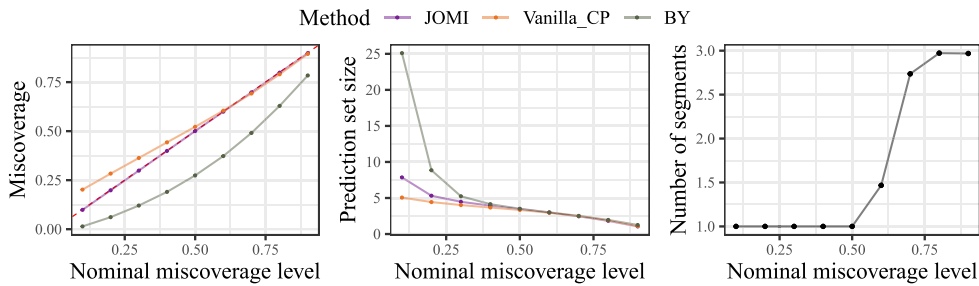 Method JOMI Vanilla_CP BY
Miscoverage
0.75
0.50
0.25
0.00
0.25 0.50 0.75
Nominal miscoverage level
Prediction set size
25
20
15
10
5
0
0.25 0.50 0.75
Nominal miscoverage level
Number of segments
3.0
2.5
2.0
1.5
1.0
0.25 0.50 0.75
Nominal miscoverage level